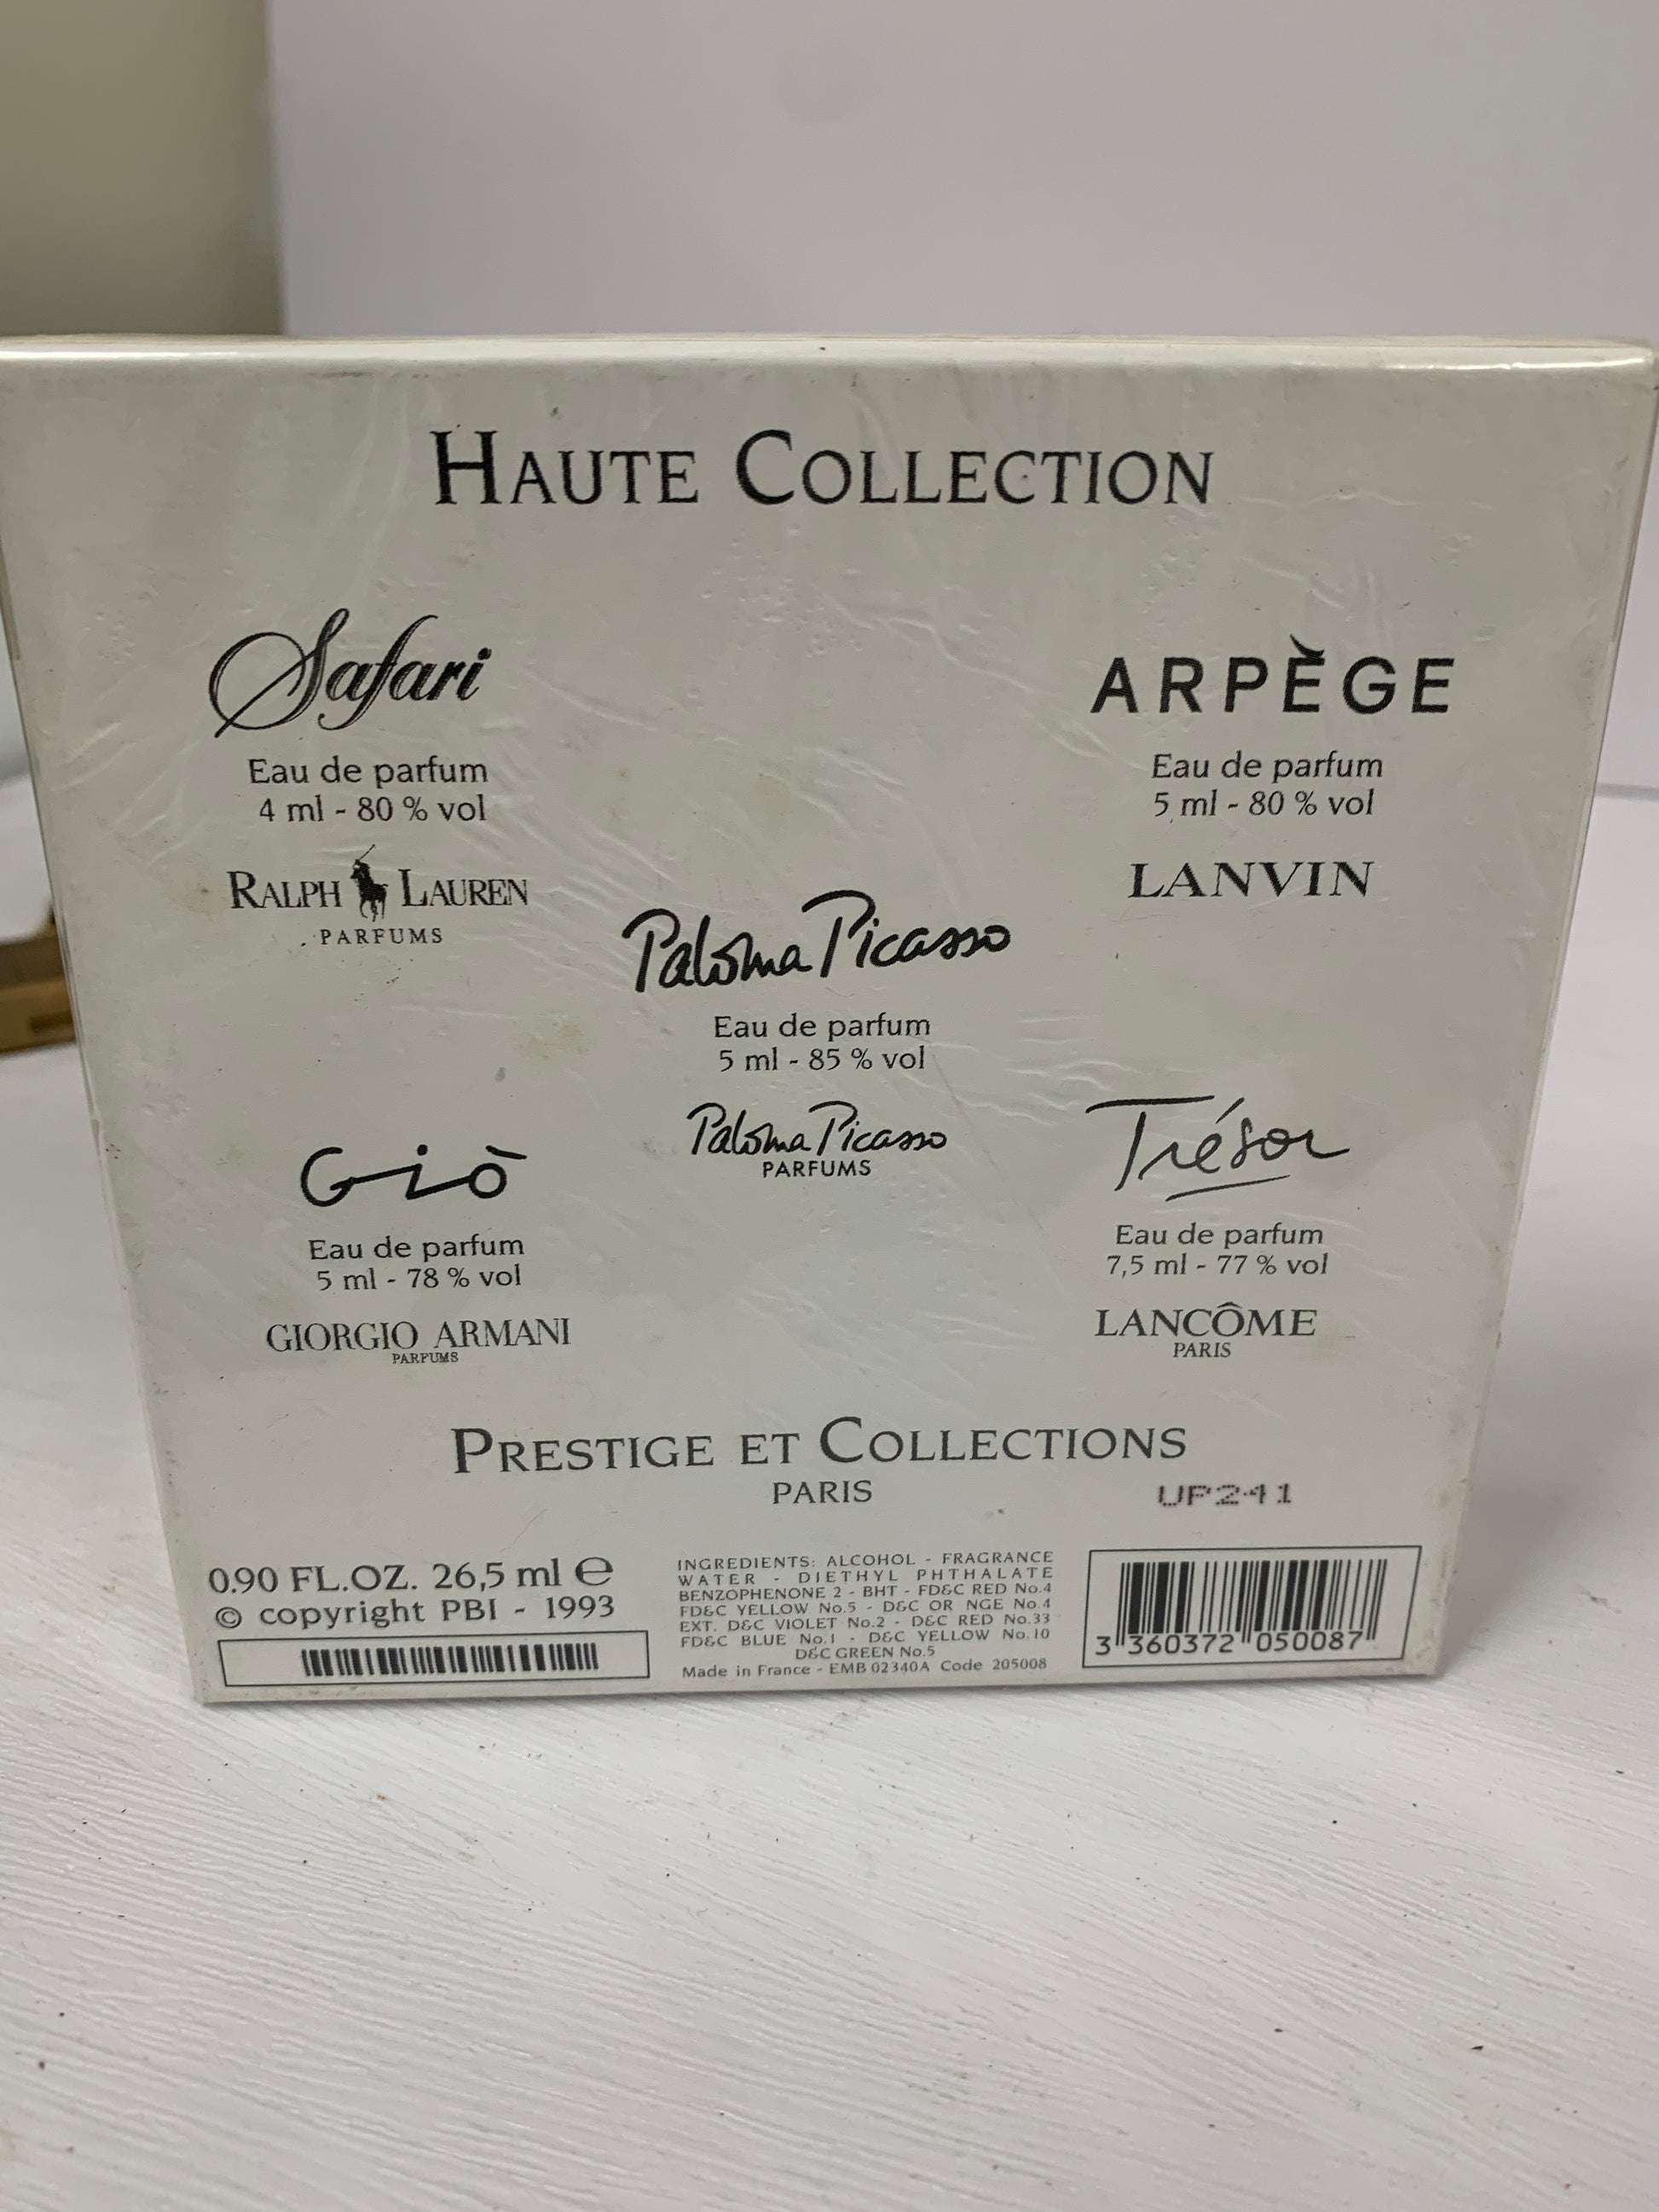 HAUTE COLLECTION
Safari
Eau de parfum
4 ml - 80 % vol
RALPH LAUREN
PARFUMS
ARPÈGE
Eau de parfum
5 ml - 80 % vol
LANVIN
Paloma Picasso
Eau de parfum
5 ml - 85 % vol
Paloma Picasso
PARFUMS
Giò
Eau de parfum
5 ml - 78 % vol
GIORGIO ARMANI
PARFUMS
Trésor
Eau de parfum
7,5 ml - 77 % vol
LANCÔME
PARIS
PRESTIGE ET COLLECTIONS
PARIS
UP241
0.90 FL.OZ. 26,5 ml e
© copyright PBI - 1993
INGREDIENTS: ALCOHOL - FRAGRANCE
WATER - DIETHYL PHTHALATE
BENZOPHENONE 2 - BHT - FD&C RED No.4
FD&C YELLOW No.5 - D&C OR NGE No.4
EXT. D&C VIOLET No.2 - D&C RED No.33
FD&C BLUE No.1 - D&C YELLOW No.10
D&C GREEN No.5
Made in France - EMB 02340A Code 205008
3 360372 050087